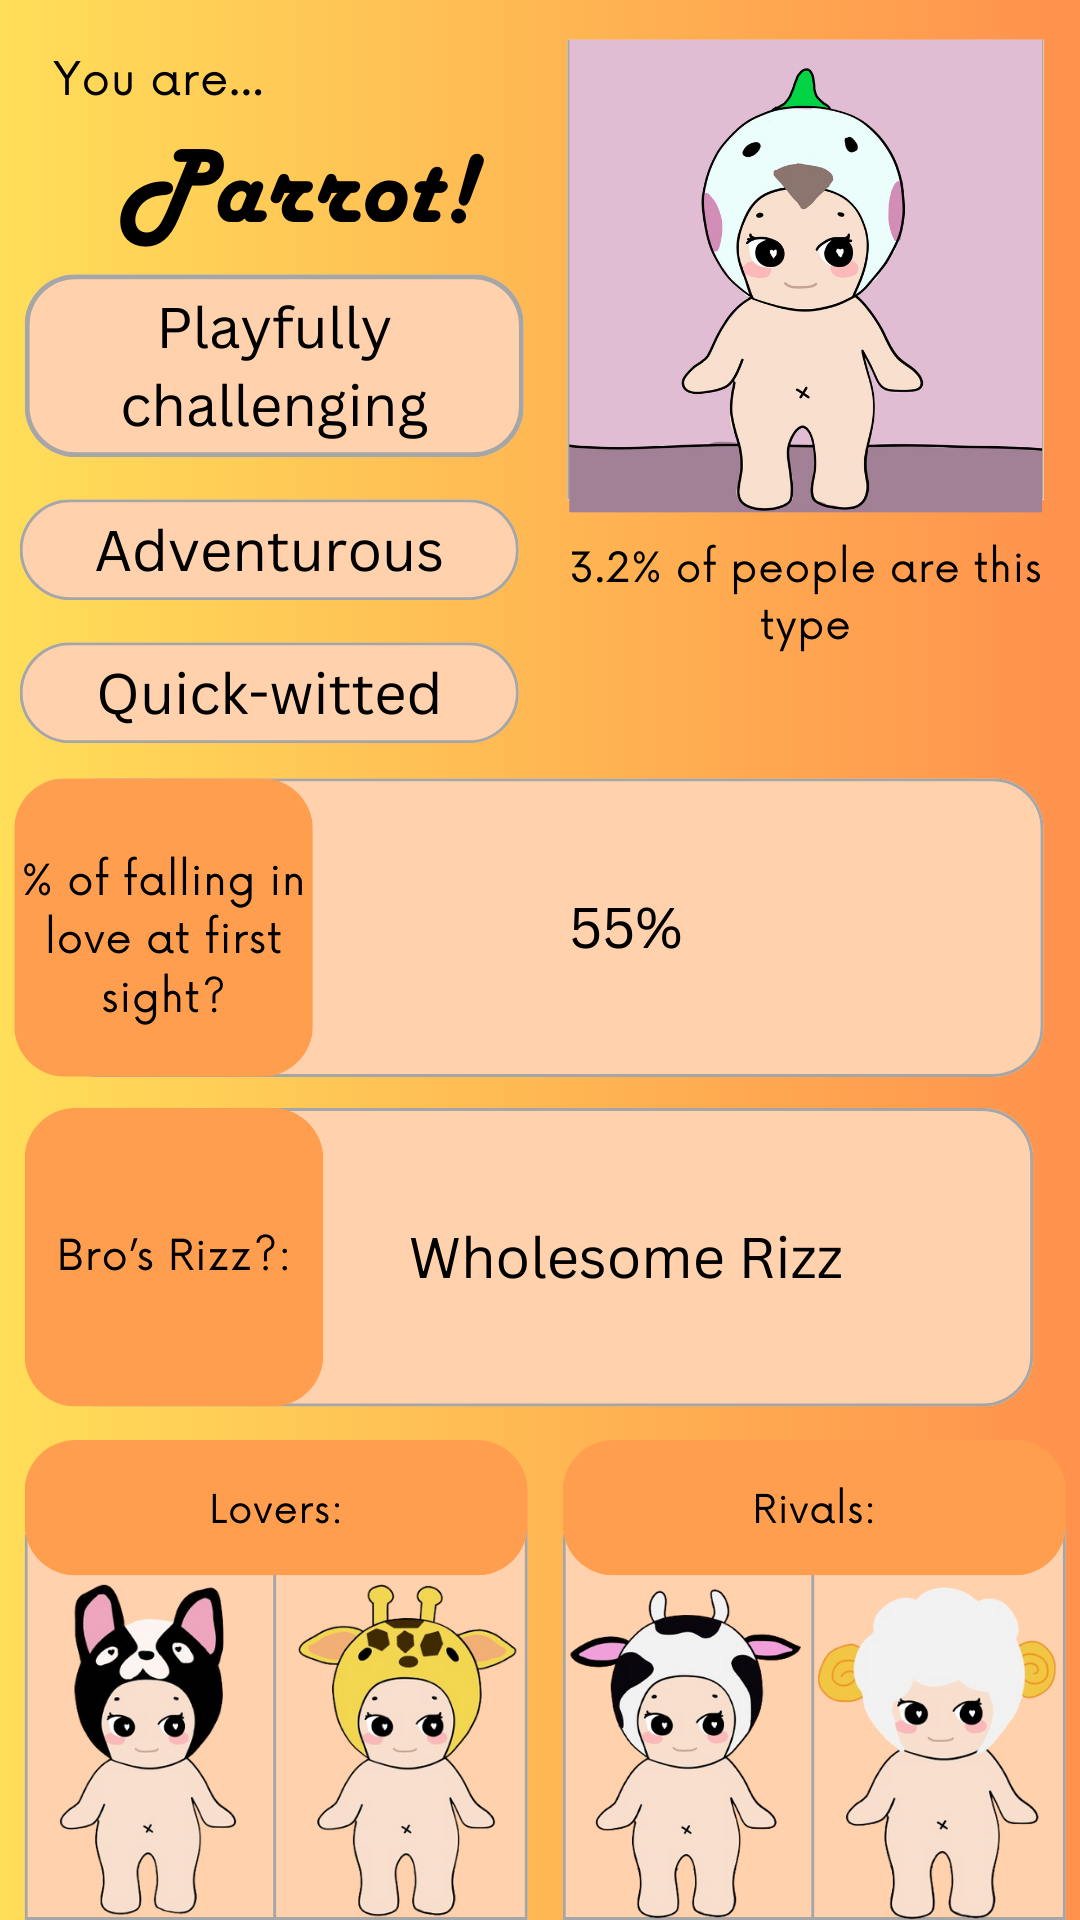 You are...
Parrot!
Playfully
challenging
Adventurous
Quick-witted
3.2% of people are this
type
% of falling in
love at first
sight?
55%
Bro's Rizz?:
Wholesome Rizz
Lovers:
Rivals: